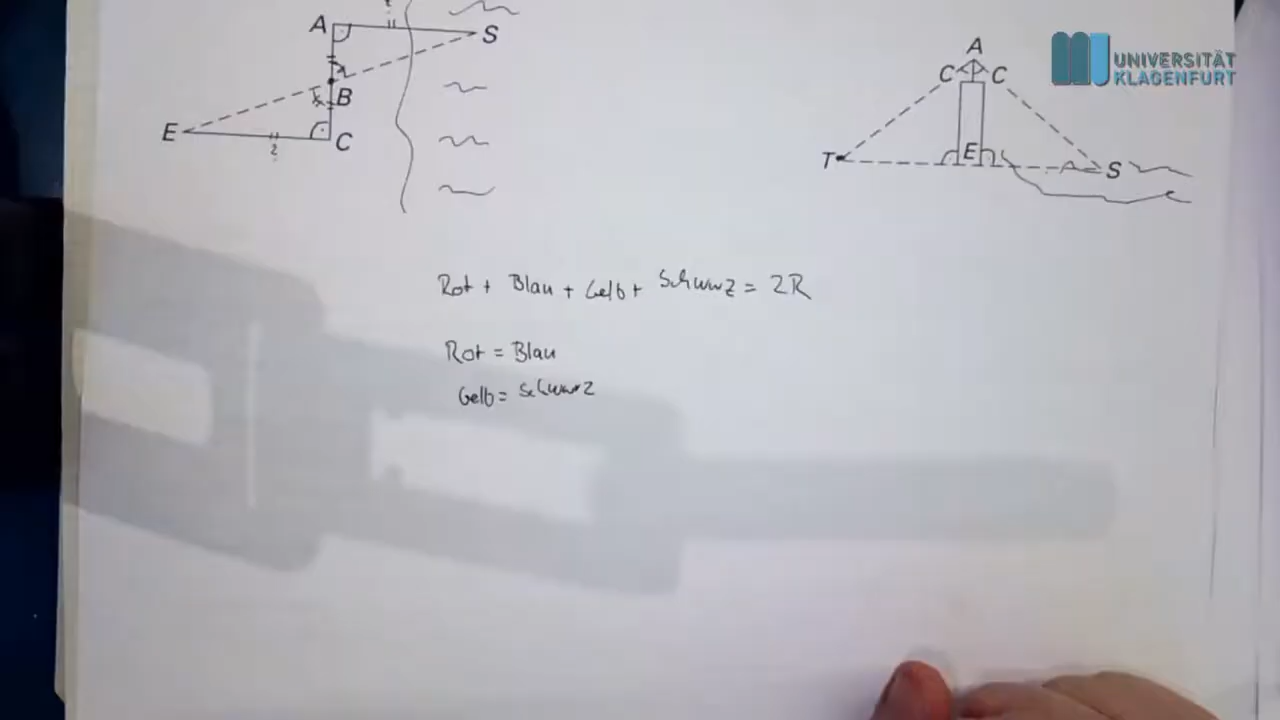 A
S
B
E
C
A
C C
T E S
UNIVERSITÄT
KLAGENFURT
Rot + Blau + Gelb + Schwarz = 2R
Rot = Blau
Gelb = Schwarz